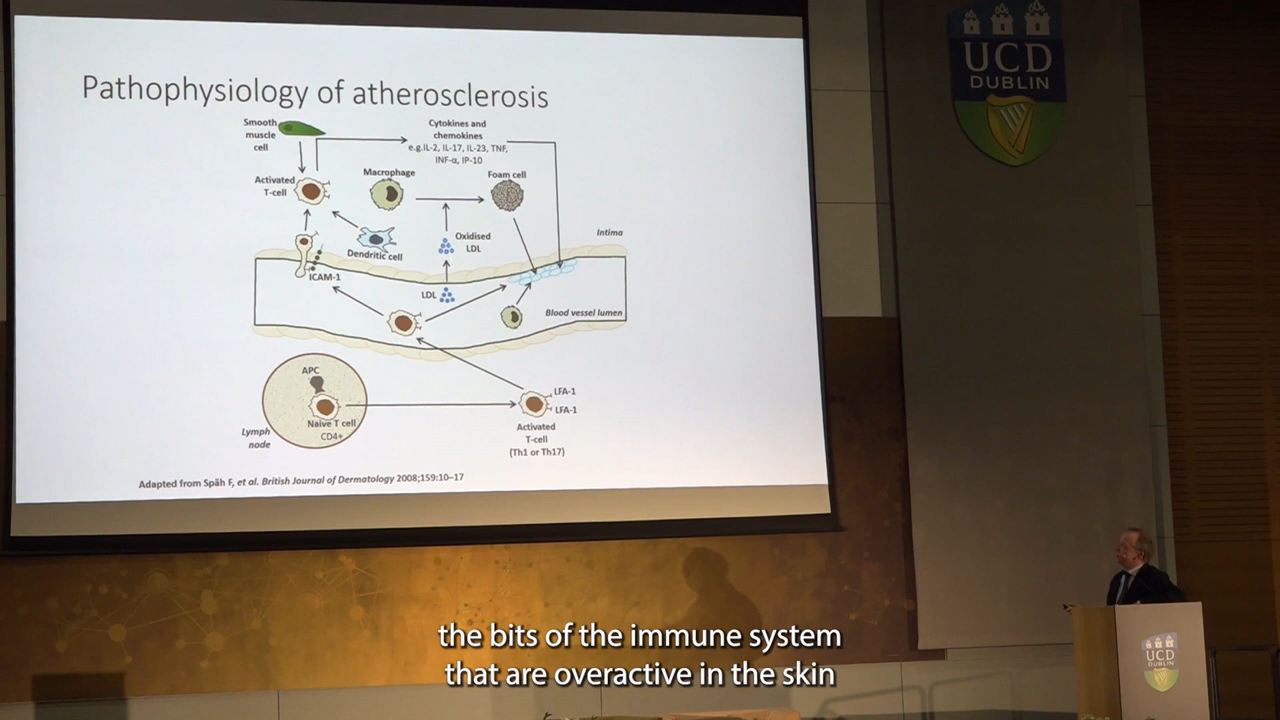 Pathophysiology of atherosclerosis
Smooth
muscle
cell
Cytokines and
chemokines
e.g.IL-2, IL-17, IL-23, TNF,
INF-α, IP-10
Activated
T-cell
Macrophage
Foam cell
Dendritic cell
Oxidised
LDL
Intima
ICAM-1
LDL
Blood vessel lumen
APC
Naive T cell
CD4+
Lymph
node
LFA-1
LFA-1
Activated
T-cell
(Th1 or Th17)
Adapted from Späh F, et al. British Journal of Dermatology 2008;159:10–17
UCD
DUBLIN
UCD
DUBLIN
the bits of the immune system
that are overactive in the skin